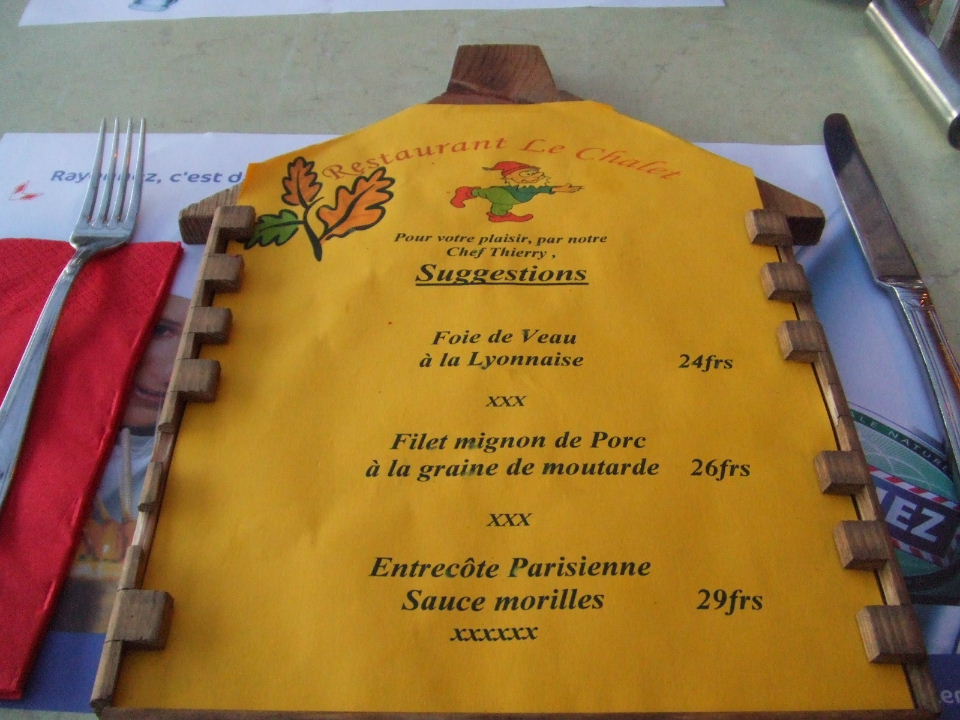 Rayonnez, c'est d
Restaurant Le Chalet
Pour votre plaisir, par notre
Chef Thierry ,
Suggestions
Foie de Veau
à la Lyonnaise 24frs
xxx
Filet mignon de Porc
à la graine de moutarde 26frs
xxx
Entrecôte Parisienne
Sauce morilles 29frs
xxxxxx